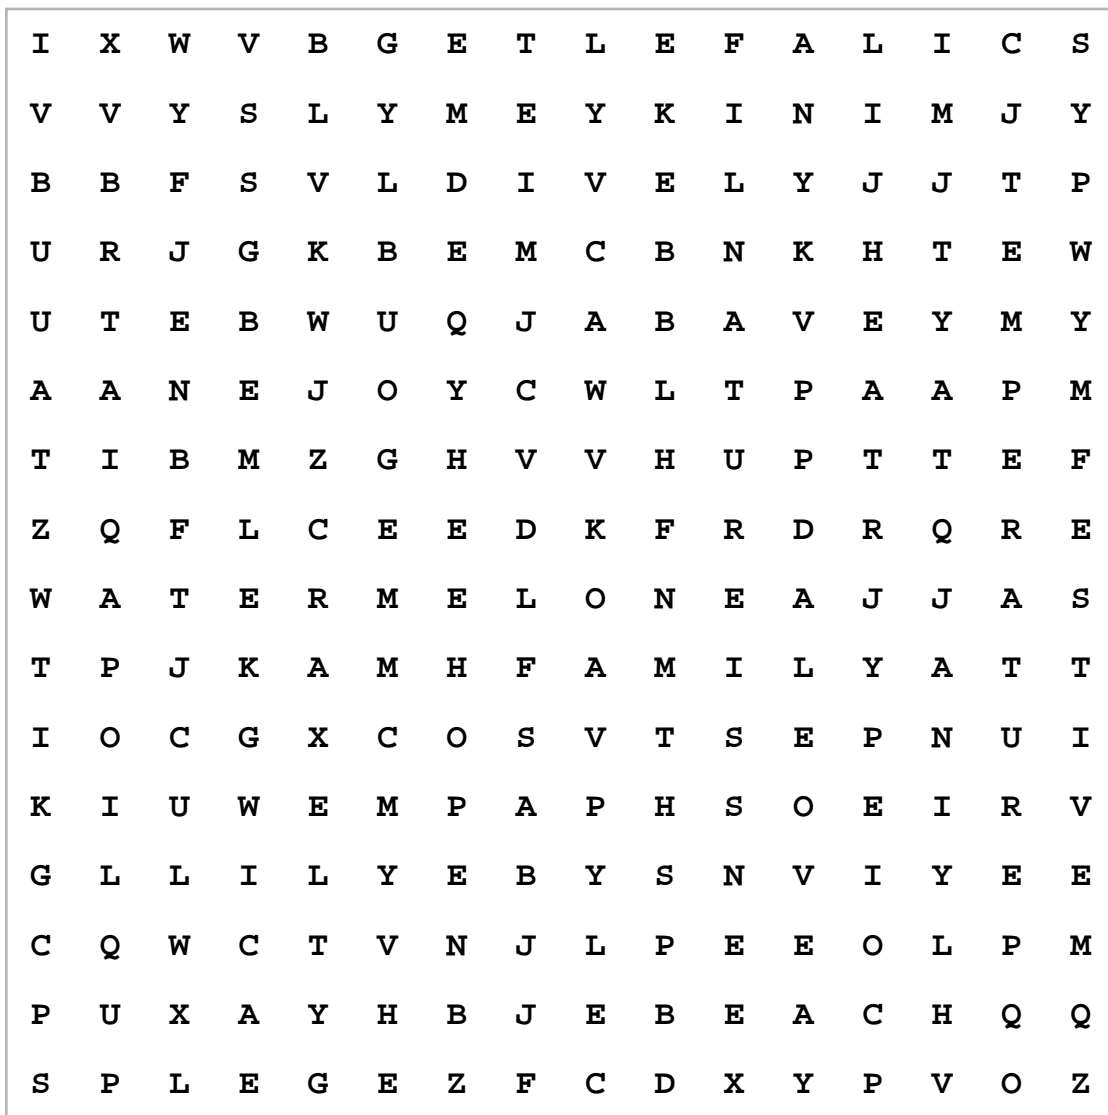 I X W V B G E T L E F A L I C S
V V Y S L Y M E Y K I N I M J Y
B B F S V L D I V E L Y J J T P
U R J G K B E M C B N K H T E W
U T E B W U Q J A B A V E Y M Y
A A N E J O Y C W L T P A A P M
T I B M Z G H V V H U P T T E F
Z Q F L C E E D K F R D R Q R E
W A T E R M E L O N E A J J A S
T P J K A M H F A M I L Y A T T
I O C G X C O S V T S E P N U I
K I U W E M P A P H S O E I R V
G L L I L Y E B Y S N V I Y E E
C Q W C T V N J L P E E O L P M
P U X A Y H B J E B E A C H Q Q
S P L E G E Z F C D X Y P V O Z